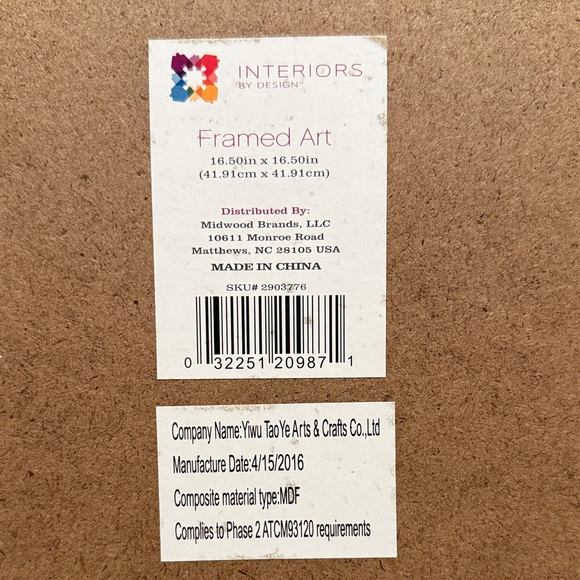 INTERIORS
BY DESIGN™
Framed Art
16.50in x 16.50in
(41.91cm x 41.91cm)
Distributed By:
Midwood Brands, LLC
10611 Monroe Road
Matthews, NC 28105 USA
MADE IN CHINA
SKU# 2903776
0 32251 20987 1
Company Name:Yiwu TaoYe Arts & Crafts Co.,Ltd
Manufacture Date:4/15/2016
Composite material type:MDF
Complies to Phase 2 ATCM93120 requirements